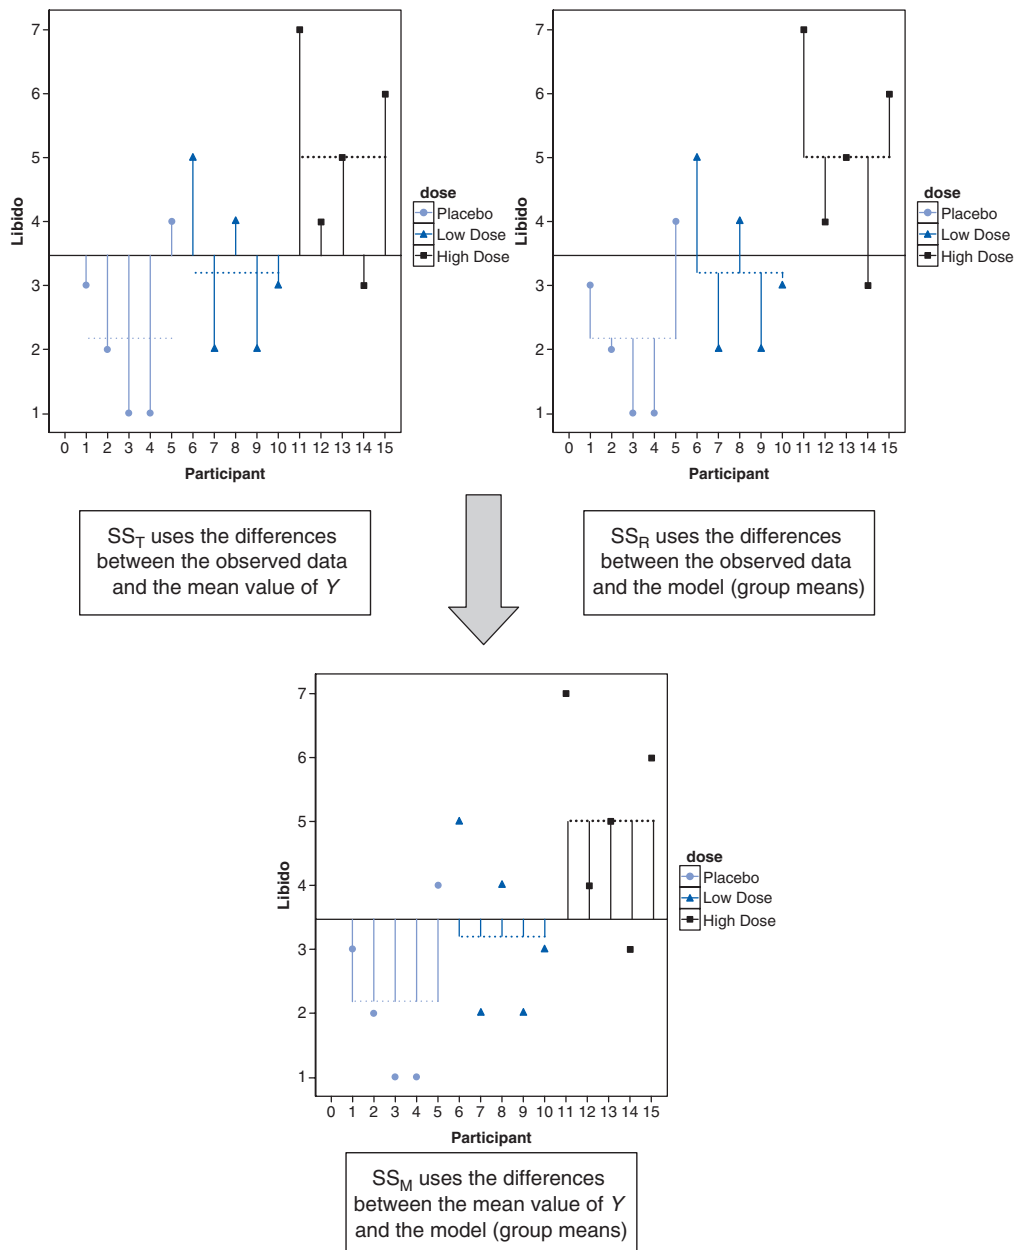 7
6
5
4
3
2
1
Libido
0 1 2 3 4 5 6 7 8 9 10 11 12 13 14 15
Participant
dose
Placebo
Low Dose
High Dose
7
6
5
4
3
2
1
Libido
0 1 2 3 4 5 6 7 8 9 10 11 12 13 14 15
Participant
dose
Placebo
Low Dose
High Dose
SST uses the differences
between the observed data
and the mean value of Y
SSR uses the differences
between the observed data
and the model (group means)
7
6
5
4
3
2
1
Libido
0 1 2 3 4 5 6 7 8 9 10 11 12 13 14 15
Participant
dose
Placebo
Low Dose
High Dose
SSM uses the differences
between the mean value of Y
and the model (group means)